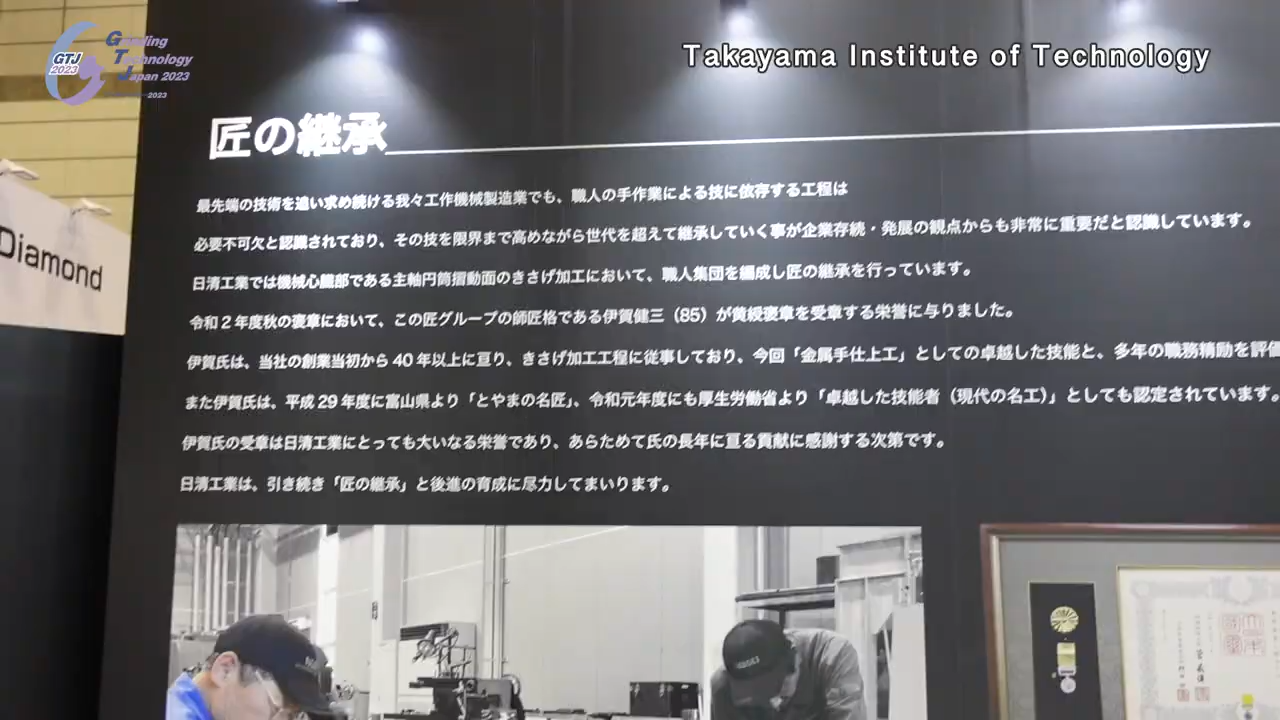 GTJ
2023
Grinding
Technology
Japan 2023
2023
Takayama Institute of Technology
Diamond
匠の継承
最先端の技術を追い求め続ける我々工作機械製造業でも、職人の手作業による技に依存する工程は
必要不可欠と認識されており、その技を限界まで高めながら世代を超えて継承していく事が企業存続・発展の観点からも非常に重要だと認識しています。
日清工業では機械心臓部である主軸円筒摺動面のきさげ加工において、職人集団を編成し匠の継承を行っています。
令和２年度秋の褒章において、この匠グループの師匠格である伊賀健三（85）が黄綬褒章を受章する栄誉に与りました。
伊賀氏は、当社の創業当初から 40 年以上に亘り、きさげ加工工程に従事しており、今回「金属手仕上工」としての卓越した技能と、多年の職務精励を評価
また伊賀氏は、平成 29 年度に富山県より「とやまの名匠」、令和元年度にも厚生労働省より「卓越した技能者（現代の名工）」としても認定されています。
伊賀氏の受章は日清工業にとっても大いなる栄誉であり、あらためて氏の長年に亘る貢献に感謝する次第です。
日清工業は、引き続き「匠の継承」と後進の育成に尽力してまいります。